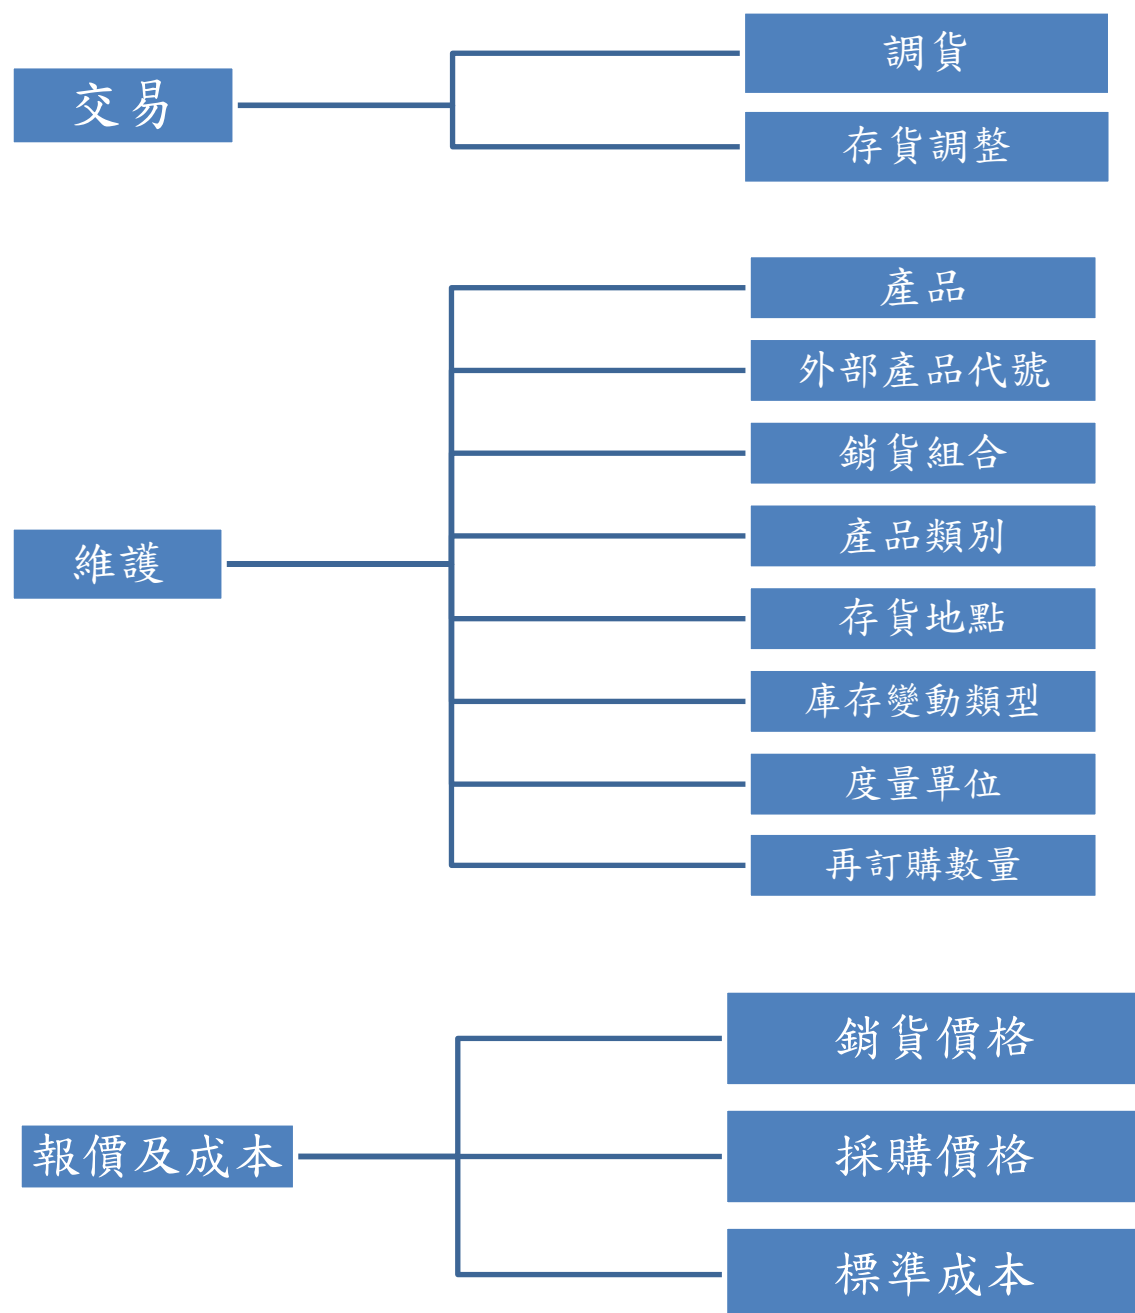 交易
調貨
存貨調整
維護
產品
外部產品代號
銷貨組合
產品類別
存貨地點
庫存變動類型
度量單位
再訂購數量
報價及成本
銷貨價格
採購價格
標準成本